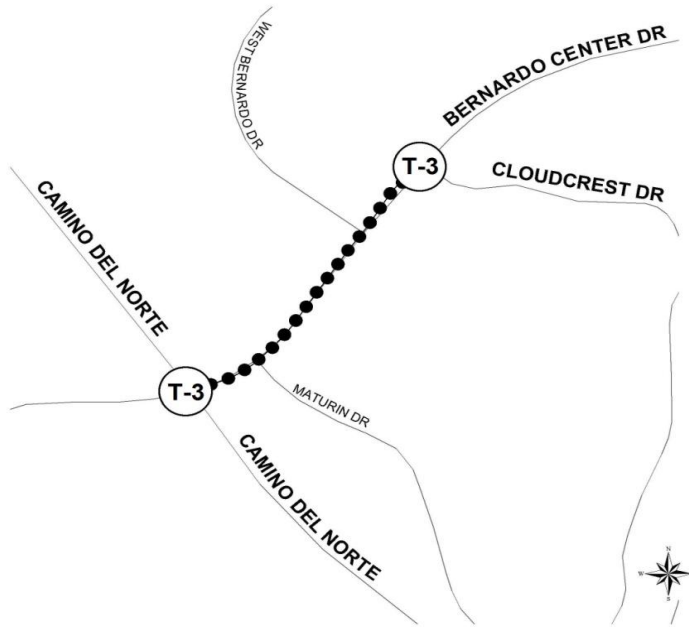 WEST BERNARDO DR
BERNARDO CENTER DR
T-3
CLOUDCREST DR
CAMINO DEL NORTE
T-3
MATURIN DR
CAMINO DEL NORTE
N
W
S